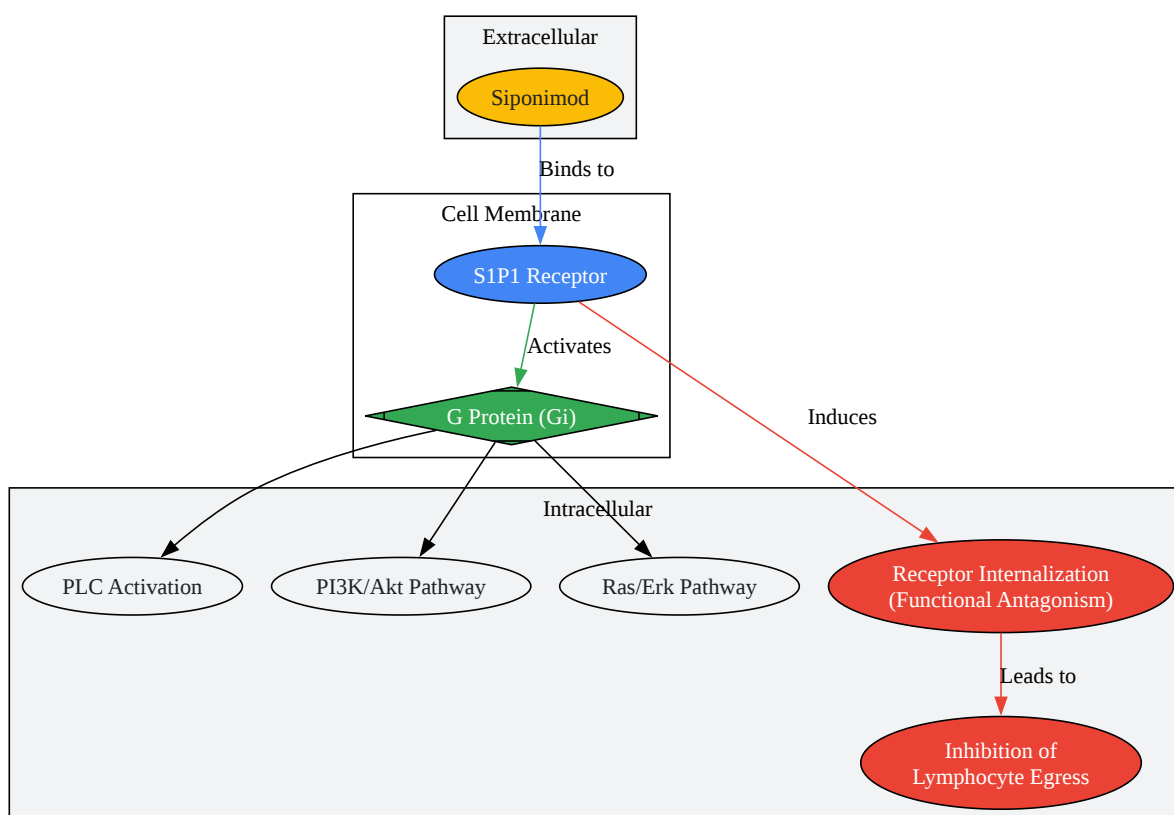 Extracellular
Siponimod
Binds to
Cell Membrane
S1P1 Receptor
Activates
G Protein (Gi)
Induces
Intracellular
PLC Activation
PI3K/Akt Pathway
Ras/Erk Pathway
Receptor Internalization
(Functional Antagonism)
Leads to
Inhibition of
Lymphocyte Egress